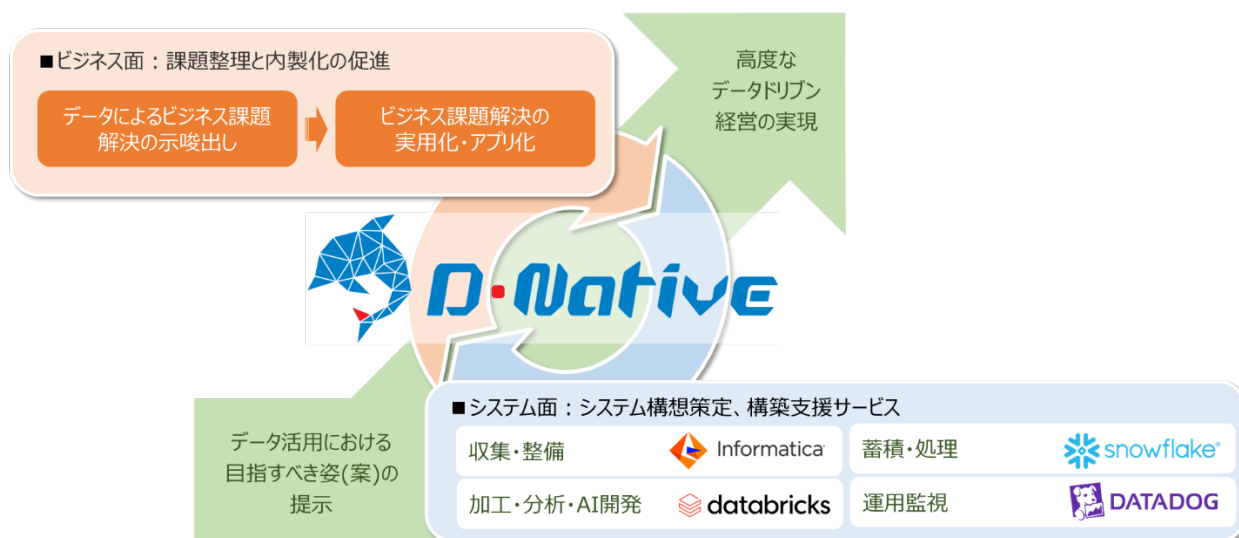 ■ビジネス面：課題整理と内製化の促進
データによるビジネス課題
解決の示唆出し
ビジネス課題解決の
実用化・アプリ化
高度な
データドリブン
経営の実現
D・Native
データ活用における
目指すべき姿(案)の
提示
■システム面：システム構想策定、構築支援サービス
収集・整備
Informatica
蓄積・処理
snowflake®
加工・分析・AI開発
databricks
運用監視
DATADOG